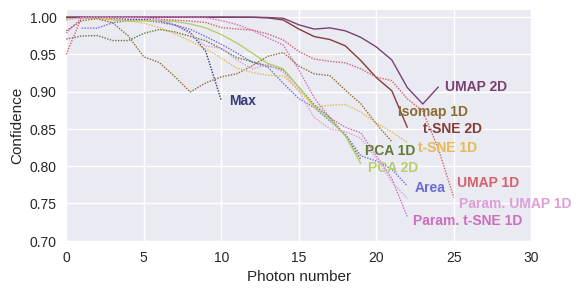 1.00
0.95
0.90
0.85
0.80
0.75
0.70
Confidence
UMAP 2D
Max
Isomap 1D
t-SNE 2D
t-SNE 1D
PCA 1D
PCA 2D
UMAP 1D
Area
Param. UMAP 1D
Param. t-SNE 1D
0 5 10 15 20 25 30
Photon number